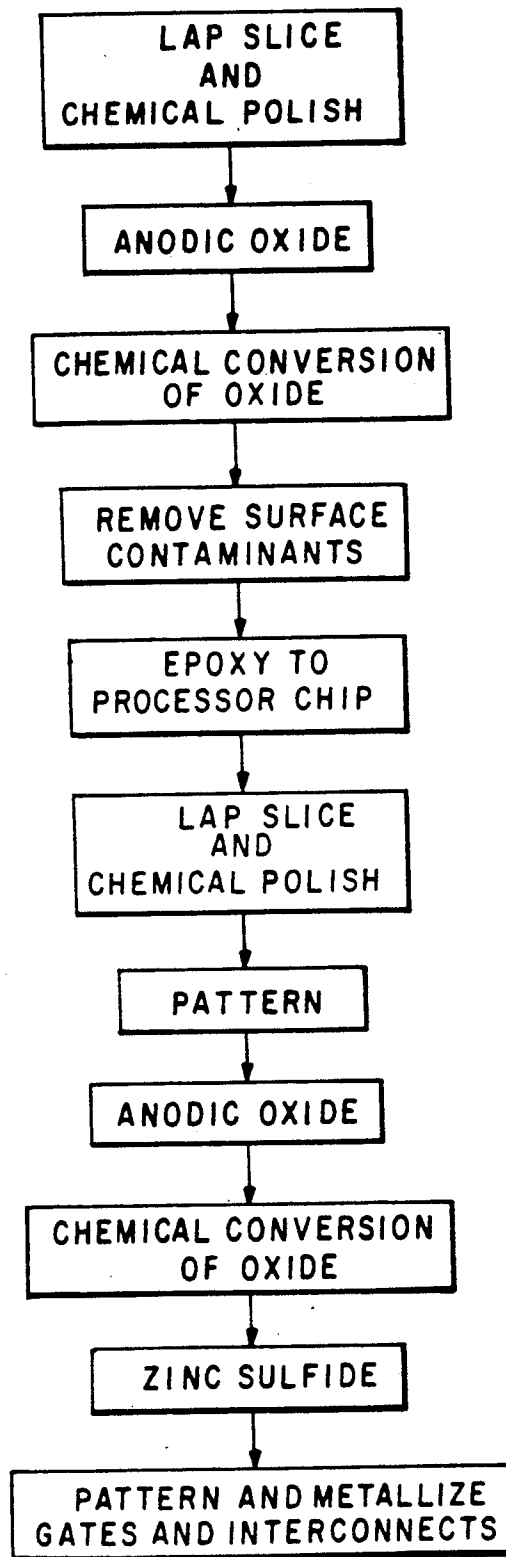 LAP SLICE
AND
CHEMICAL POLISH
ANODIC OXIDE
CHEMICAL CONVERSION
OF OXIDE
REMOVE SURFACE
CONTAMINANTS
EPOXY TO
PROCESSOR CHIP
LAP SLICE
AND
CHEMICAL POLISH
PATTERN
ANODIC OXIDE
CHEMICAL CONVERSION
OF OXIDE
ZINC SULFIDE
PATTERN AND METALLIZE
GATES AND INTERCONNECTS